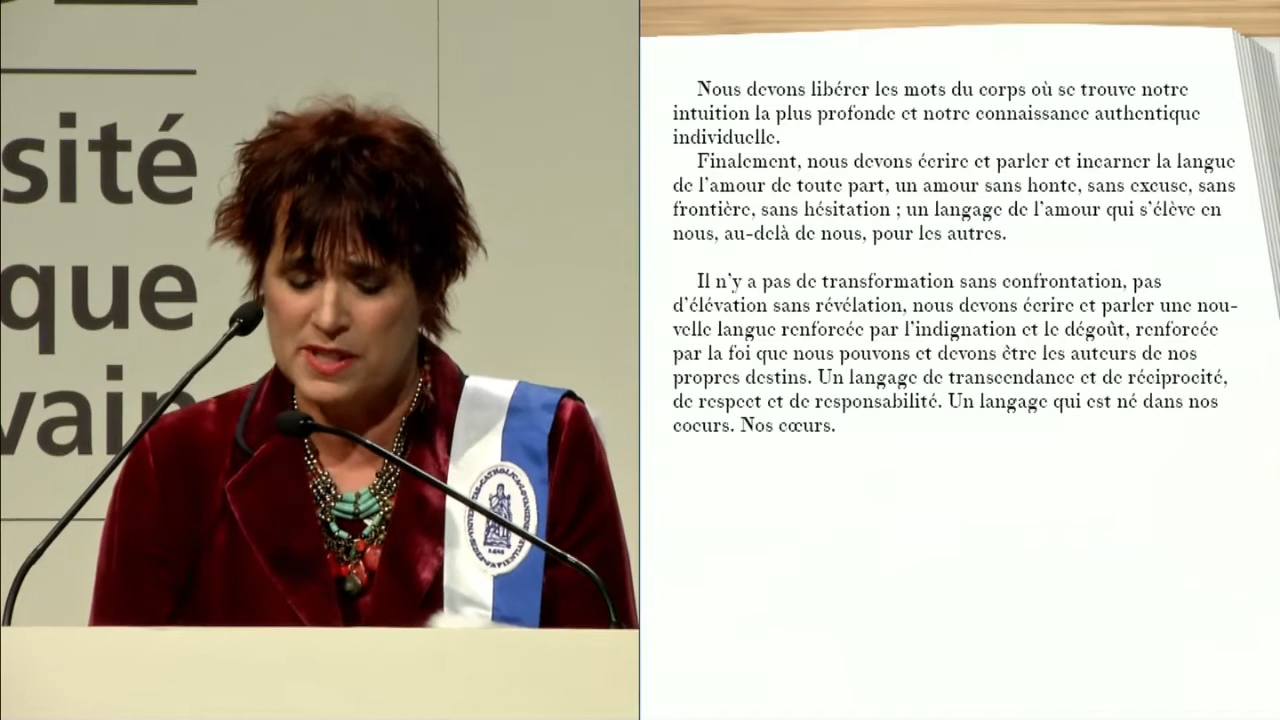 sité
que
vain
Nous devons libérer les mots du corps où se trouve notre
intuition la plus profonde et notre connaissance authentique
individuelle.
Finalement, nous devons écrire et parler et incarner la langue
de l'amour de toute part, un amour sans honte, sans excuse, sans
frontière, sans hésitation ; un langage de l'amour qui s'élève en
nous, au-delà de nous, pour les autres.
Il n'y a pas de transformation sans confrontation, pas
d'élévation sans révélation, nous devons écrire et parler une nou-
velle langue renforcée par l'indignation et le dégoût, renforcée
par la foi que nous pouvons et devons être les auteurs de nos
propres destins. Un langage de transcendance et de réciprocité,
de respect et de responsabilité. Un langage qui est né dans nos
coeurs. Nos cœurs.